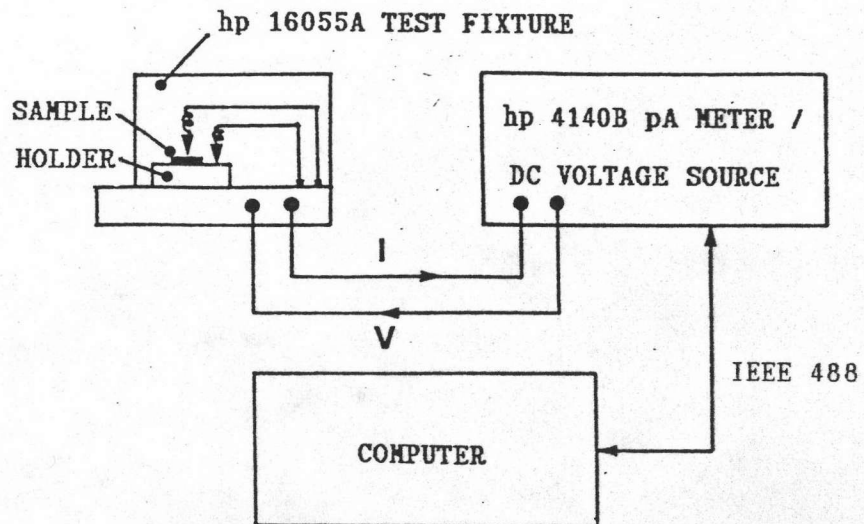 hp 16055A TEST FIXTURE
SAMPLE
HOLDER
hp 4140B pA METER /
DC VOLTAGE SOURCE
I
V
IEEE 488
COMPUTER